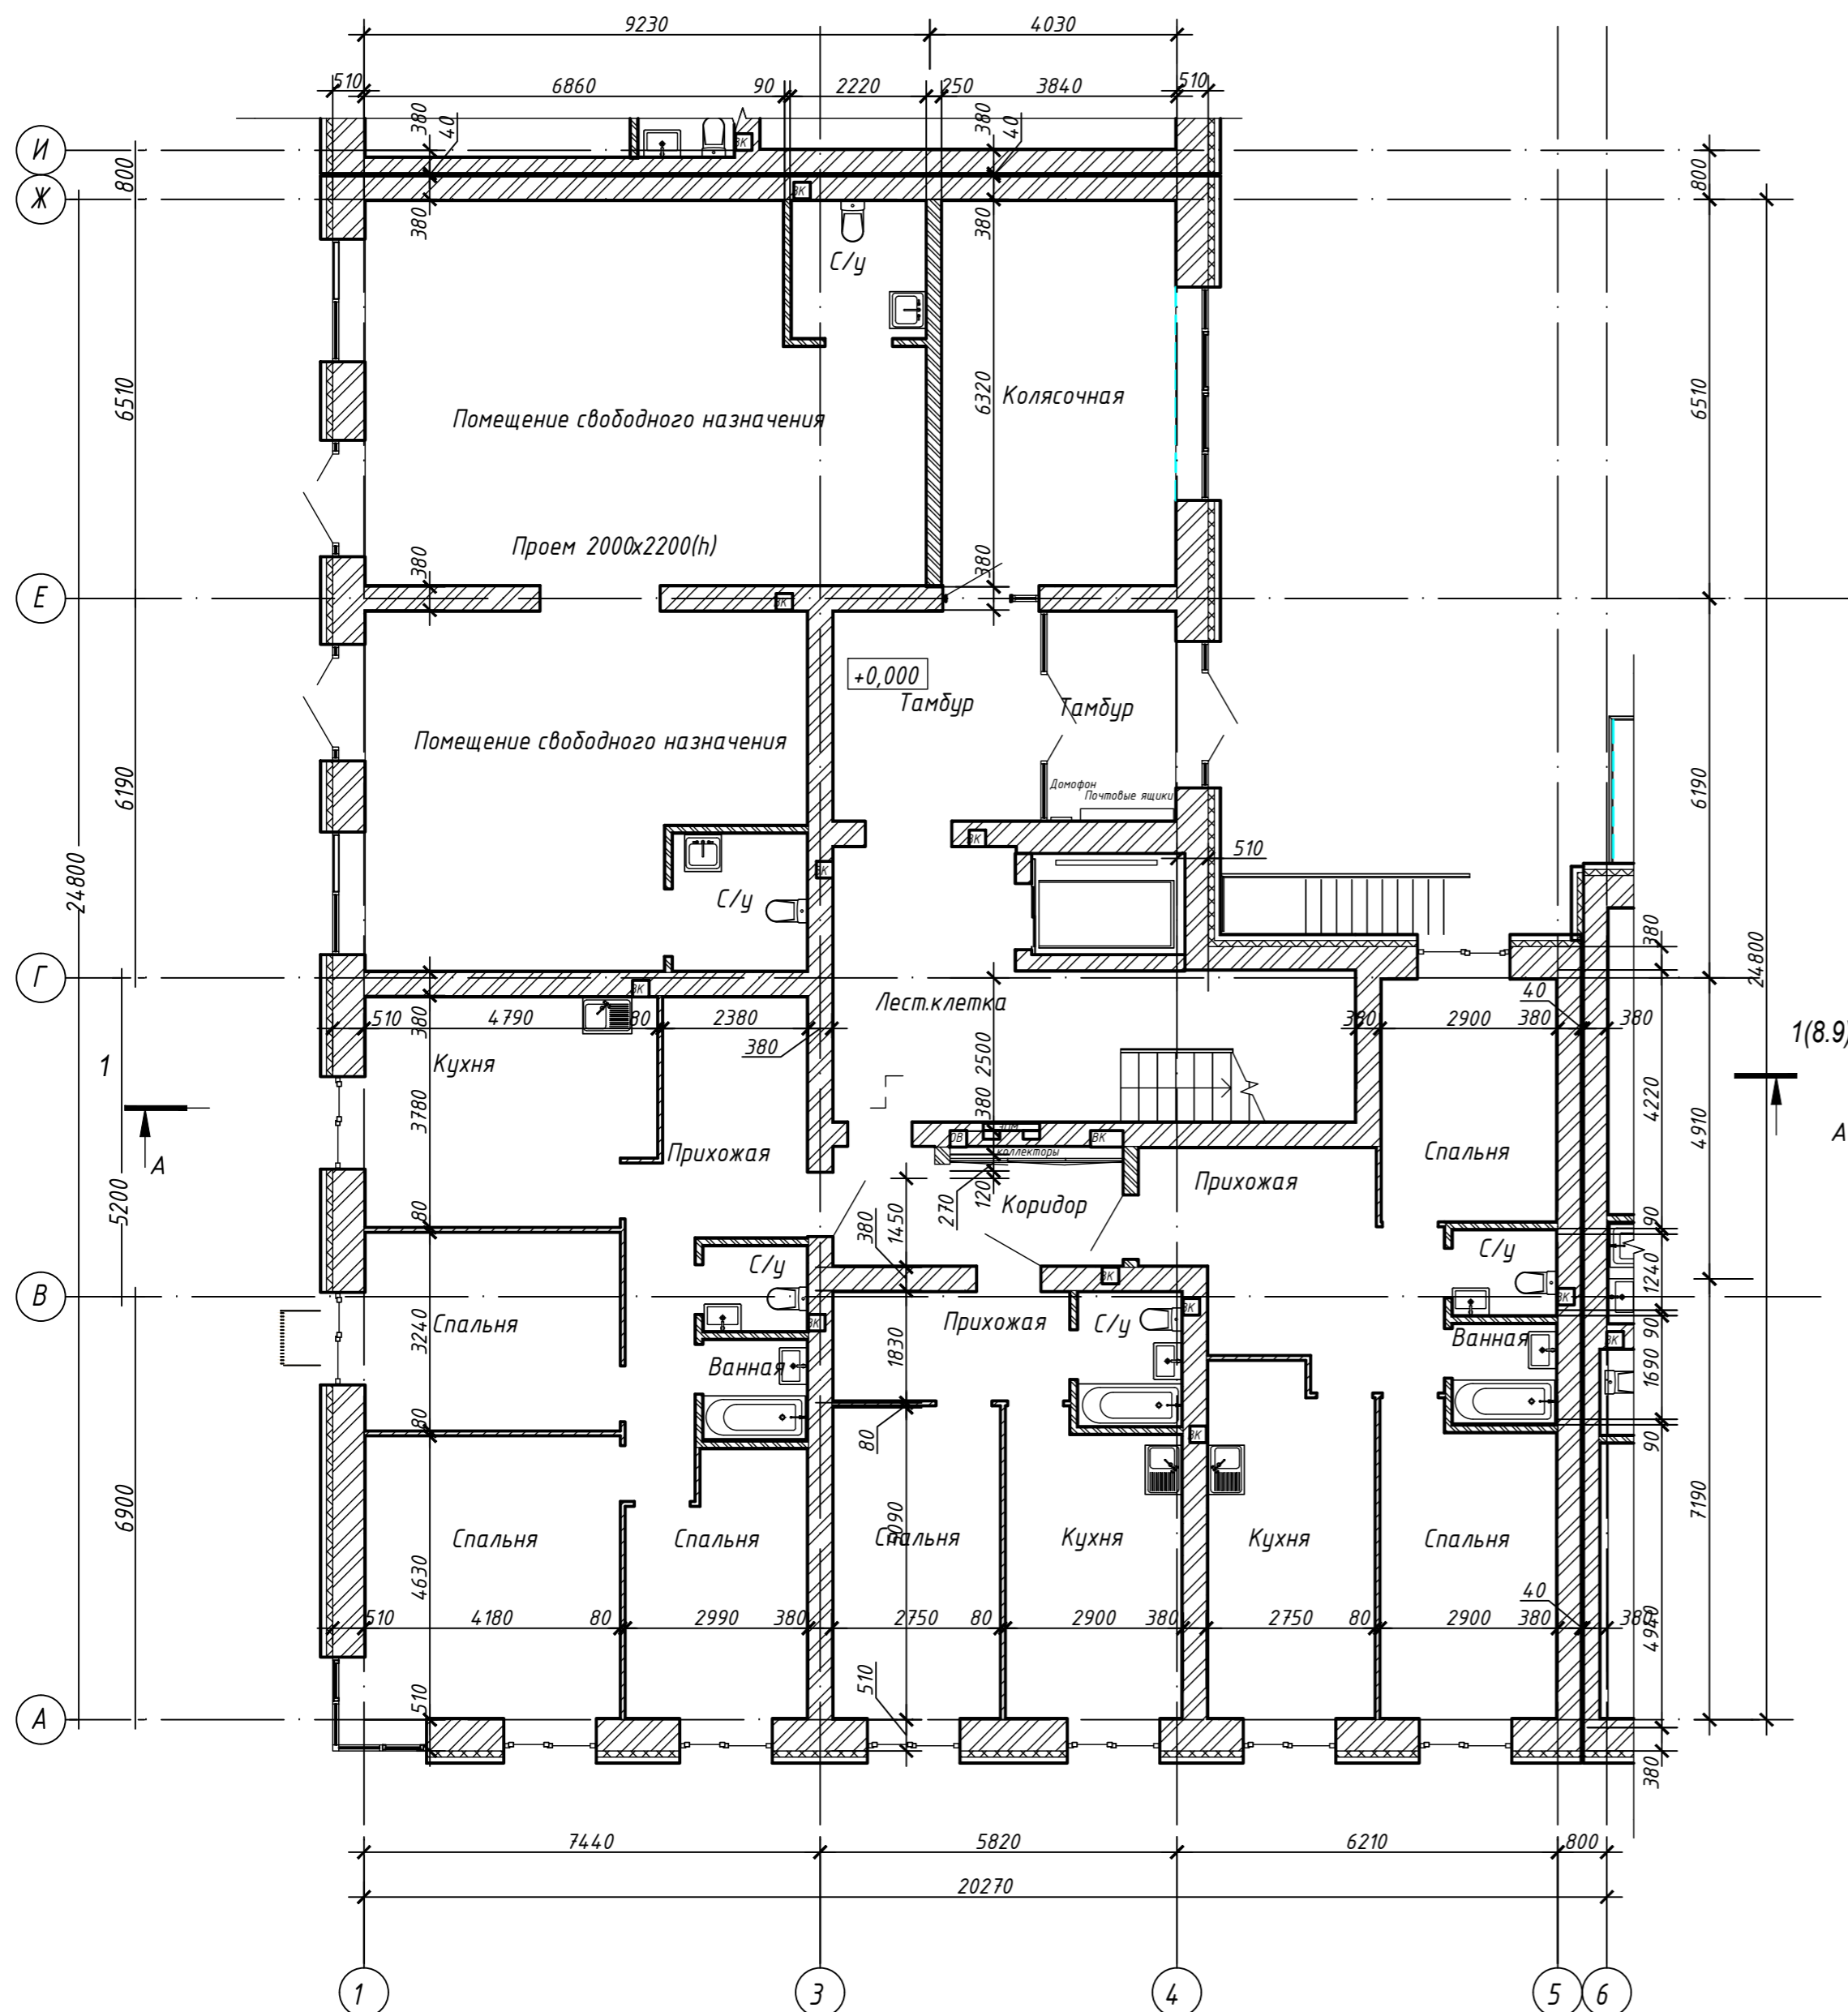 9230
4030
510
6860
90
2220
250
3840
510
380
40
380
40
И
800
ВК
800
Ж
ВК
380
С/у
380
6510
Помещение свободного назначения
6320
Колясочная
6510
Проем 2000х2200(h)
380
380
Е
ВК
+0,000
Тамбур
Тамбур
Помещение свободного назначения
Домофон
Почтовые ящики
6190
6190
24800
ВК
510
ВК
С/у
380
24800
Г
ВК
Лест.клетка
40
510
4790
80
2380
380
2900
380
380
380
380
1
Кухня
2500
1(8.9)
3780
380
4220
4910
А
ОВ
ЭОМ
ВК
коллекторы
А
Прихожая
Спальня
5200
270
120
Коридор
Прихожая
80
380
1450
90
С/у
С/у
1240
ВК
ВК
В
3240
Спальня
ВК
1830
Прихожая
С/у
ВК
90
Ванная
Ванная
ВК
1690
80
80
ВК
90
6900
7190
Спальня
Спальня
Спальня
Кухня
Кухня
Спальня
4630
40
510
4180
80
2990
380
2750
80
2900
380
2750
80
2900
380
380
4940
510
510
А
380
7440
5820
6210
800
20270
1
3
4
5
6